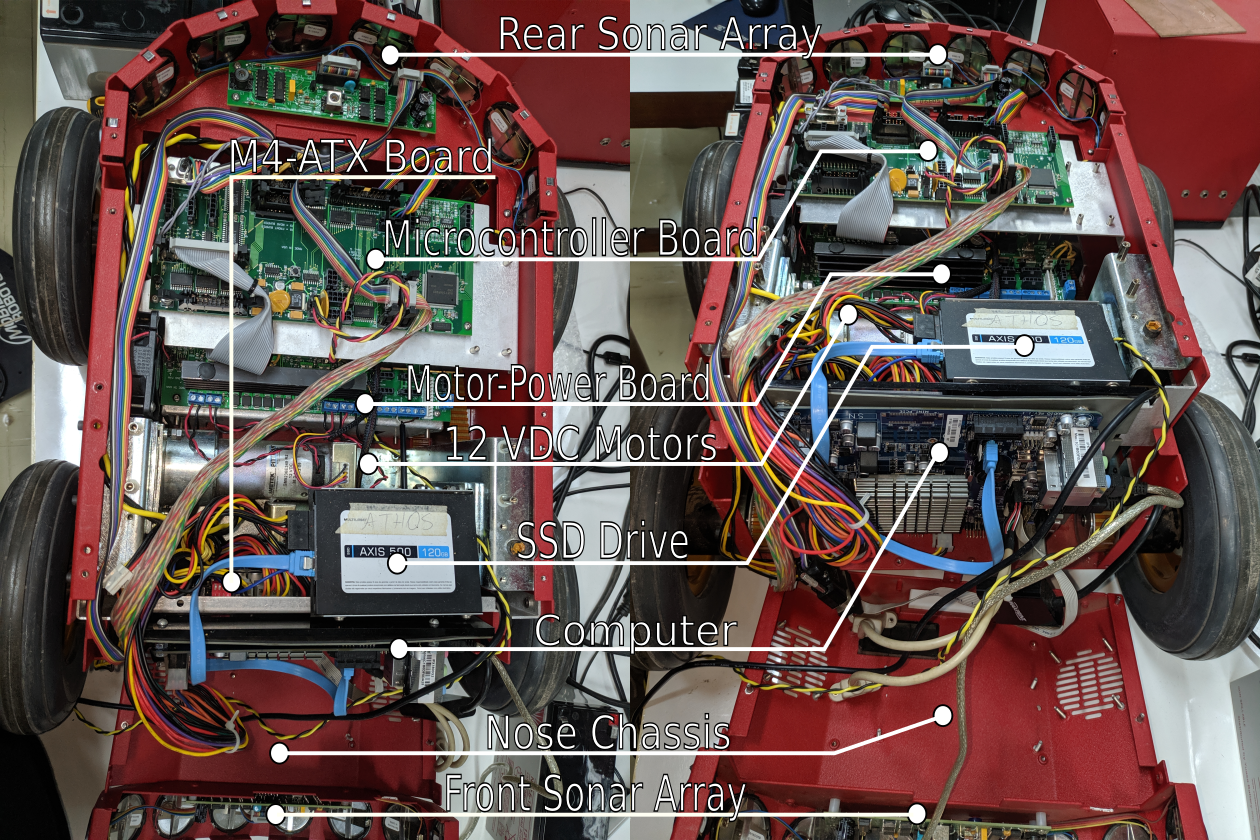 Rear Sonar Array
M4-ATX Board
Microcontroller Board
Motor-Power Board
12 VDC Motors
SSD Drive
Computer
Nose Chassis
Front Sonar Array
ATHOS
AXIS 500 120GB
ATHOS
AXIS 500 120GB